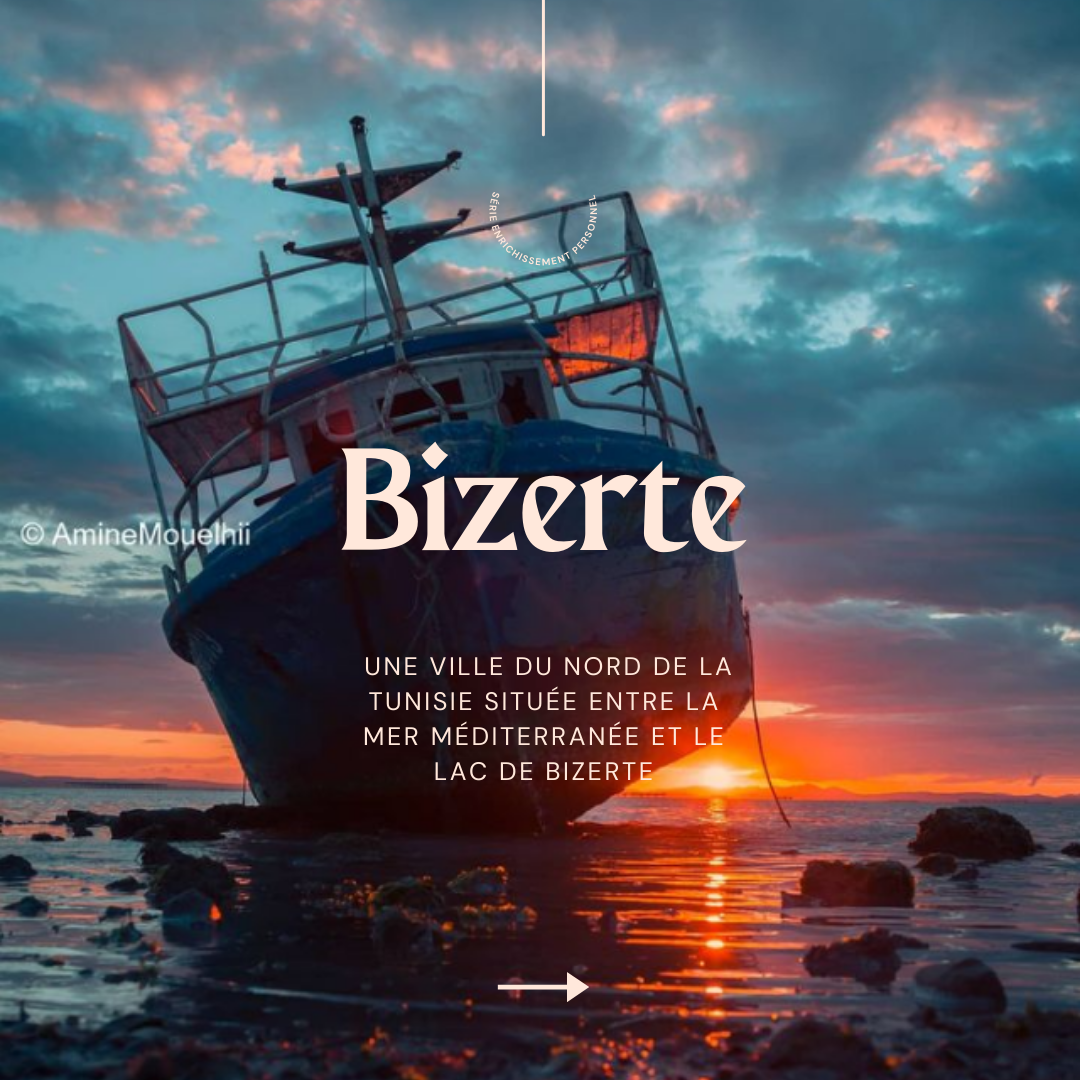 SÉRIE ENRICHISSEMENT PERSONNEL
Bizerte
© AmineMouelhii
UNE VILLE DU NORD DE LA
TUNISIE SITUÉE ENTRE LA
MER MÉDITERRANÉE ET LE
LAC DE BIZERTE